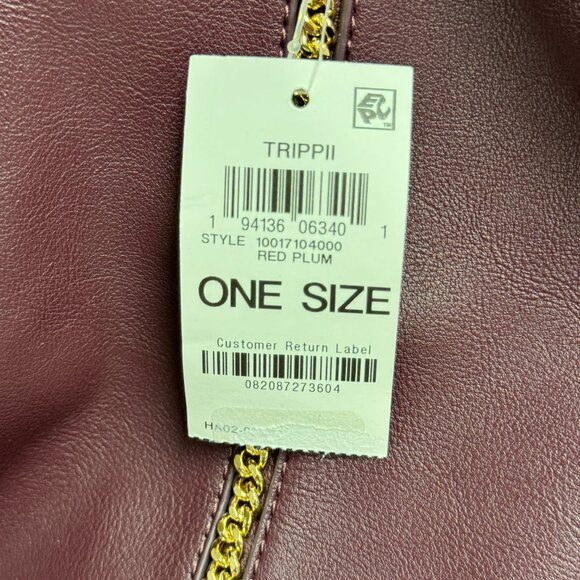 TRIPPII
1 94136 06340 1
STYLE 10017104000
RED PLUM
ONE SIZE
Customer Return Label
082087273604